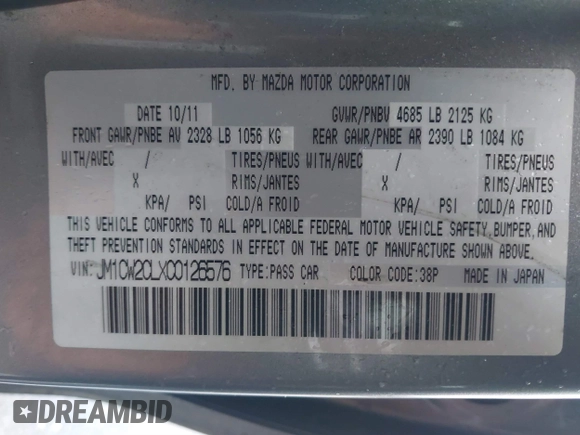 MFD. BY MAZDA MOTOR CORPORATION
DATE 10/11 GVWR/PNBV 4685 LB 2125 KG
FRONT GAWR/PNBE AV 2328 LB 1056 KG REAR GAWR/PNBE AR 2390 LB 1084 KG
WITH/AVEC / TIRES/PNEUS WITH/AVEC / TIRES/PNEUS
X RIMS/JANTES X RIMS/JANTES
KPA/ PSI COLD/A FROID KPA/ PSI COLD/A FROID
THIS VEHICLE CONFORMS TO ALL APPLICABLE FEDERAL MOTOR VEHICLE SAFETY, BUMPER, AND
THEFT PREVENTION STANDARDS IN EFFECT ON THE DATE OF MANUFACTURE SHOWN ABOVE.
VIN: JM1CW2CLXC0126576 TYPE:PASS CAR COLOR CODE:38P MADE IN JAPAN
DREAMBID